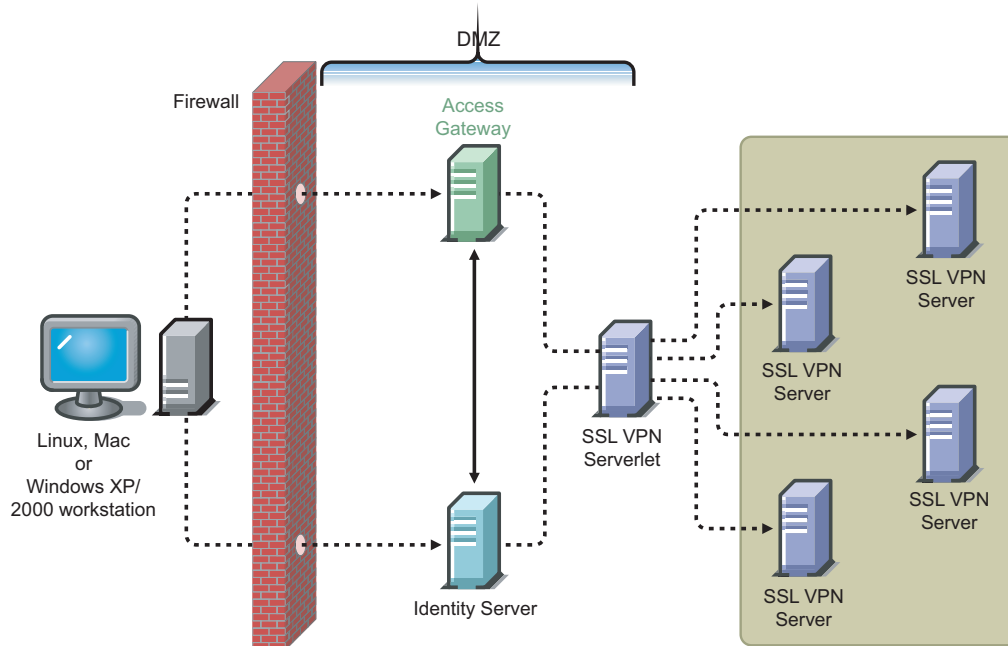 DMZ
Firewall
Access
Gateway
SSL VPN
Server
SSL VPN
Server
Linux, Mac
or
Windows XP/
2000 workstation
SSL VPN
Serverlet
SSL VPN
Server
SSL VPN
Server
Identity Server